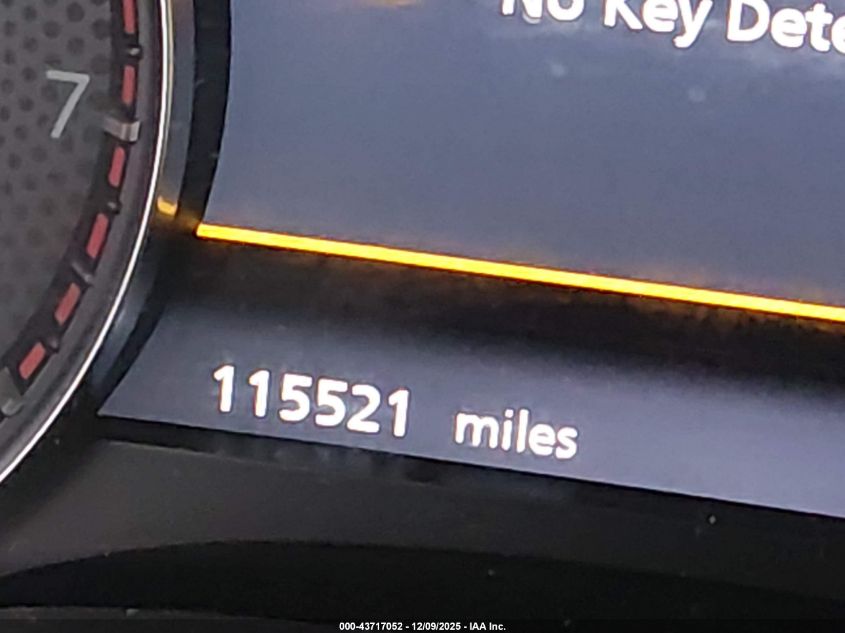 No Key Dete
7
115521 miles
000-43717052 - 12/09/2025 - IAA Inc.